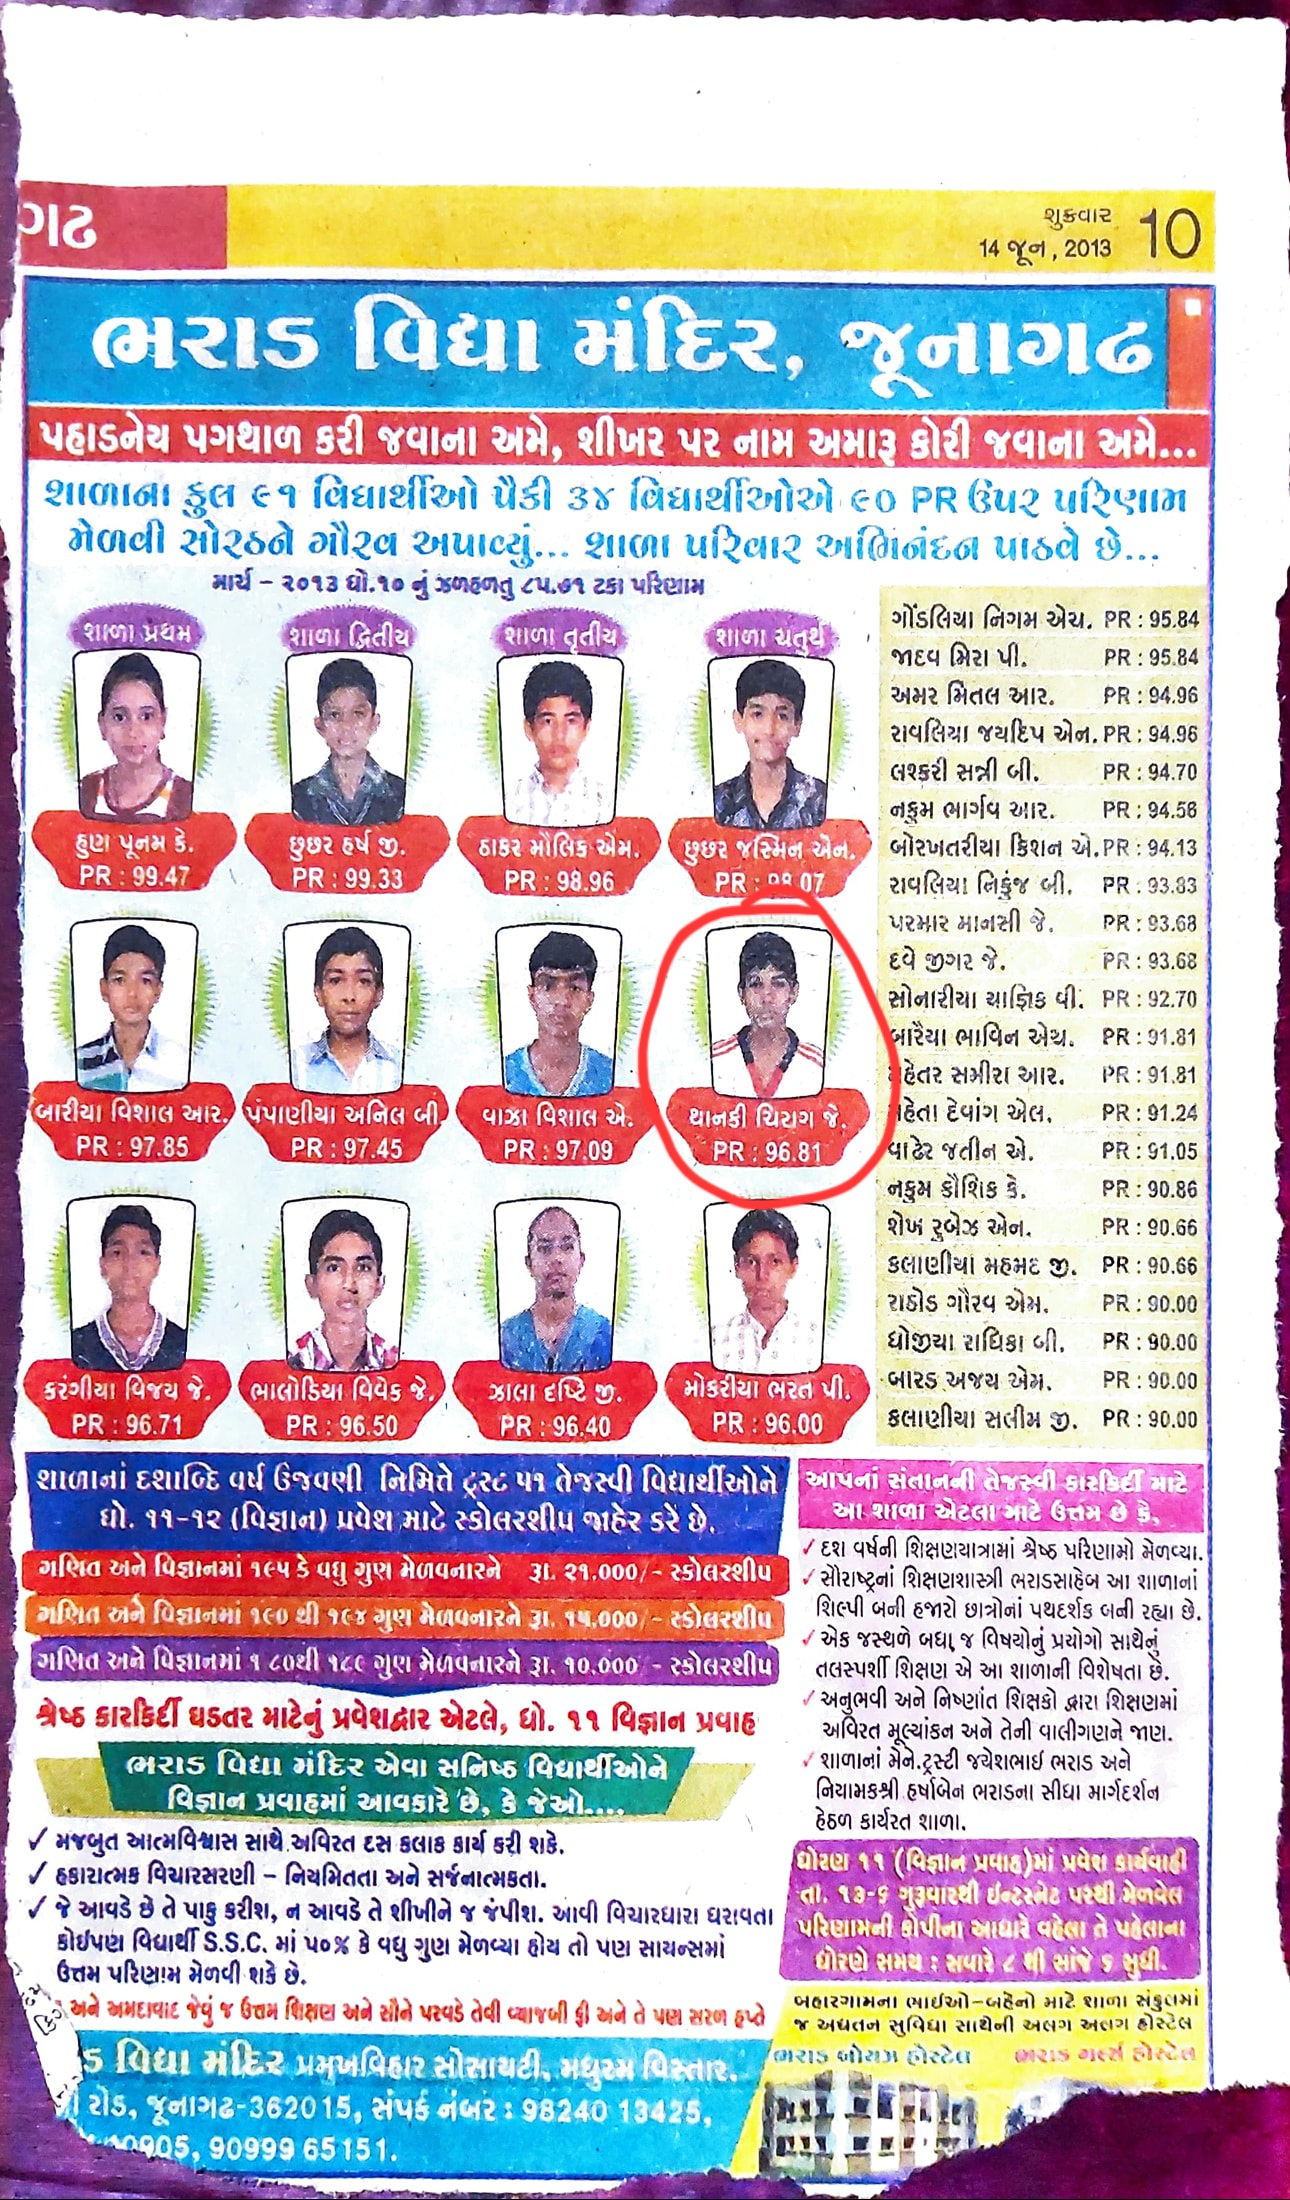 ગઢ
શુક્રવાર
14 જૂન, 2013
10
ભરાડ વિદ્યા મંદિર, જૂનાગઢ
પહાડનેય પગથાળ કરી જવાના અમે, શીખર પર નામ અમારૂ કોરી જવાના અમે...
શાળાના કુલ ૯૧ વિદ્યાર્થીઓ પૈકી ૩૪ વિદ્યાર્થીઓએ ૯૦ PR ઉપર પરિણામ
મેળવી સોરઠને ગૌરવ અપાવ્યું... શાળા પરિવાર અભિનંદન પાઠવે છે...
માર્ચ - ૨૦૧૩ ધો.૧૦ નું ઝળહળતુ ૮૫.૭૧ ટકા પરિણામ
શાળા પ્રથમ
શાળા દ્વિતીય
શાળા તૃતીય
શાળા ચતુર્થ
હુણ પૂનમ કે.
PR : 99.47
છુછર હર્ષ જી.
PR : 99.33
ઠાકર મૌલિક એમ.
PR : 98.96
છુછર જસ્મિન એન.
PR : 98.07
બારીયા વિશાલ આર.
PR : 97.85
પંપાણીયા અનિલ બી
PR : 97.45
વાઝા વિશાલ એ.
PR : 97.09
થાનકી ચિરાગ જે.
PR : 96.81
કરંગીયા વિજય જે.
PR : 96.71
ભાલોડિયા વિવેક જે.
PR : 96.50
ઝાલા દષ્ટિ જી.
PR : 96.40
મોકરીયા ભરત પી.
PR : 96.00
ગોંડલિયા નિગમ એચ. PR : 95.84
જાદવ મિરા પી. PR : 95.84
અમર મિતલ આર. PR : 94.96
રાવલિયા જયદિપ એન. PR : 94.96
લશ્કરી સન્ની બી. PR : 94.70
નકુમ ભાર્ગવ આર. PR : 94.56
બોરખતરીયા કિશન એ. PR : 94.13
રાવલિયા નિકુંજ બી. PR : 93.83
પરમાર માનસી જે. PR : 93.68
દવે જીગર જે. PR : 93.68
સોનારીયા યાજ્ઞિક વી. PR : 92.70
બારૈયા ભાવિન એચ. PR : 91.81
મહેતર સમીરા આર. PR : 91.81
મહેતા દેવાંગ એલ. PR : 91.24
વાઢેર જતીન એ. PR : 91.05
નકુમ કૌશિક કે. PR : 90.86
શેખ રુબેઝ એન. PR : 90.66
કલાણીયા મહમદ જી. PR : 90.66
રાઠોડ ગૌરવ એમ. PR : 90.00
ધોજીયા રાધિકા બી. PR : 90.00
બારડ અજય એમ. PR : 90.00
કલાણીયા સલીમ જી. PR : 90.00
શાળાનાં દશાબ્દિ વર્ષ ઉજવણી નિમિત્તે ટ્રસ્ટ ૫૧ તેજસ્વી વિદ્યાર્થીઓને
ધો. ૧૧-૧૨ (વિજ્ઞાન) પ્રવેશ માટે સ્કોલરશીપ જાહેર કરે છે.
ગણિત અને વિજ્ઞાનમાં ૧૯૫ કે વધુ ગુણ મેળવનારને રૂા. ૨૧.૦૦૦/- સ્કોલરશીપ
ગણિત અને વિજ્ઞાનમાં ૧૯૦ થી ૧૯૪ ગુણ મેળવનારને રૂા. ૧૫.૦૦૦/- સ્કોલરશીપ
ગણિત અને વિજ્ઞાનમાં ૧ ૮૦થી ૧૮૯ ગુણ મેળવનારને રૂા. ૧૦.૦૦૦/- સ્કોલરશીપ
શ્રેષ્ઠ કારકિર્દી ઘડતર માટેનું પ્રવેશદ્વાર એટલે, ધો. ૧૧ વિજ્ઞાન પ્રવાહ
ભરાડ વિદ્યા મંદિર એવા સનિષ્ઠ વિદ્યાર્થીઓને
વિજ્ઞાન પ્રવાહમાં આવકારે છે, કે જેઓ....
✓ મજબુત આત્મવિશ્વાસ સાથે અવિરત દસ કલાક કાર્ય કરી શકે.
✓ હકારાત્મક વિચારસરણી - નિયમિતતા અને સર્જનાત્મકતા.
✓ જે આવડે છે તે પાકુ કરીશ, ન આવડે તે શીખીને જ જંપીશ. આવી વિચારધારા ધરાવતા
કોઈપણ વિદ્યાર્થી S.S.C. માં ૫૦% કે વધુ ગુણ મેળવ્યા હોય તો પણ સાયન્સમાં
ઉત્તમ પરિણામ મેળવી શકે છે.
અને અમદાવાદ જેવું જ ઉત્તમ શિક્ષણ અને સૌને પરવડે તેવી વ્યાજબી ફી અને તે પણ સરળ હપ્તે
આપનાં સંતાનની તેજસ્વી કારકિર્દી માટે
આ શાળા એટલા માટે ઉત્તમ છે કે,
✓ દશ વર્ષની શિક્ષણયાત્રામાં શ્રેષ્ઠ પરિણામો મેળવ્યા.
✓ સૌરાષ્ટ્રનાં શિક્ષણશાસ્ત્રી ભરાડસાહેબ આ શાળાનાં
શિલ્પી બની હજારો છાત્રોનાં પથદર્શક બની રહ્યા છે.
✓ એક જસ્થળે બધા જ વિષયોનું પ્રયોગો સાથેનું
તલસ્પર્શી શિક્ષણ એ આ શાળાની વિશેષતા છે.
✓ અનુભવી અને નિષ્ણાંત શિક્ષકો દ્વારા શિક્ષણમાં
અવિરત મૂલ્યાંકન અને તેની વાલીગણને જાણ.
✓ શાળાનાં મેને.ટ્રસ્ટી જયેશભાઈ ભરાડ અને
નિયામકશ્રી હર્ષાબેન ભરાડના સીધા માર્ગદર્શન
હેઠળ કાર્યરત શાળા.
ધોરણ ૧૧ (વિજ્ઞાન પ્રવાહ)માં પ્રવેશ કાર્યવાહી
તા. ૧૩-૬ ગુરૂવારથી ઈન્ટરનેટ પરથી મેળવેલ
પરિણામની કોપીના આધારે વહેલા તે પહેલાના
ધોરણે સમય : સવારે ૮ થી સાંજે ૬ સુધી.
બહારગામના ભાઈઓ-બહેનો માટે શાળા સંકુલમાં
જ અદ્યતન સુવિધા સાથેની અલગ અલગ હોસ્ટેલ
ભરાડ બોયઝ હોસ્ટેલ ભરાડ ગર્લ્સ હોસ્ટેલ
ડ વિદ્યા મંદિર પ્રમુખવિહાર સોસાયટી, મધુરમ વિસ્તાર.
રોડ, જૂનાગઢ-362015, સંપર્ક નંબર : 98240 13425,
90999 65151.